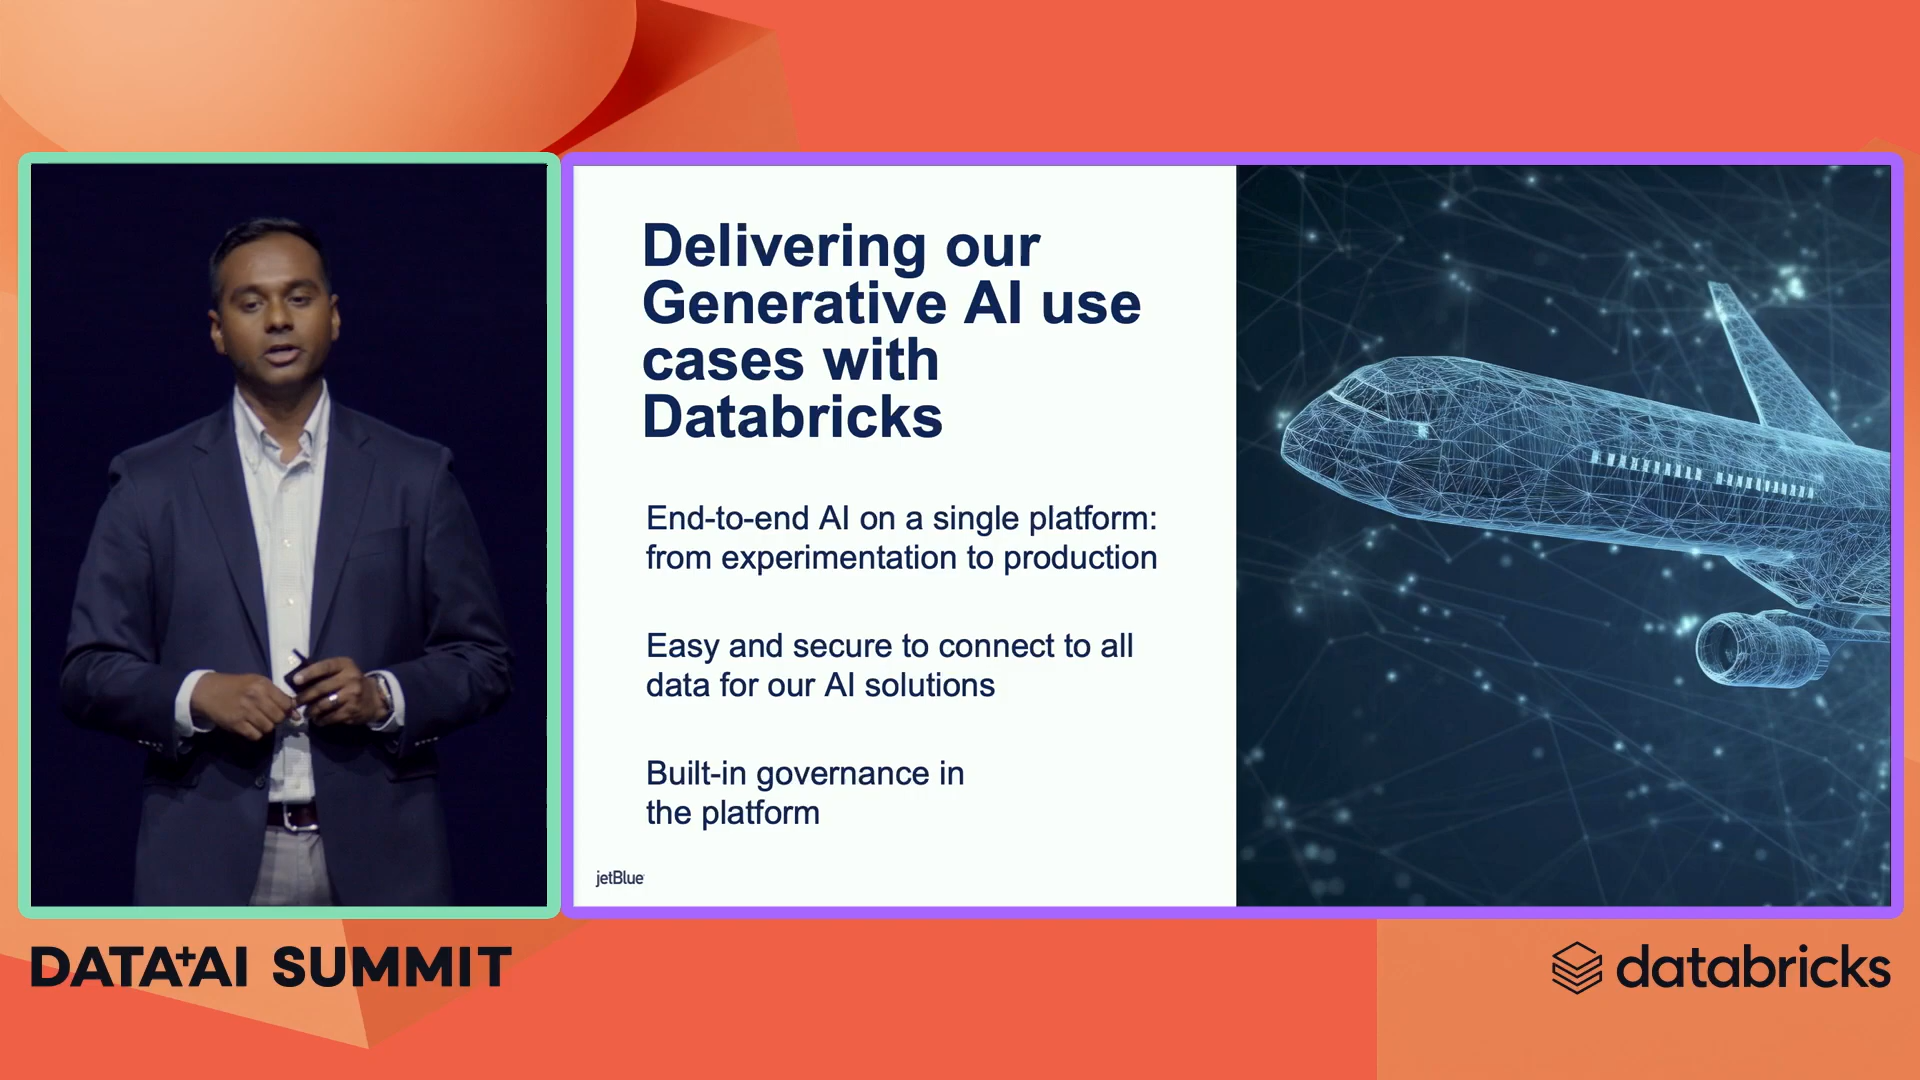 Delivering our
Generative AI use
cases with
Databricks
End-to-end AI on a single platform:
from experimentation to production
Easy and secure to connect to all
data for our AI solutions
Built-in governance in
the platform
jetBlue
DATA+AI SUMMIT
databricks